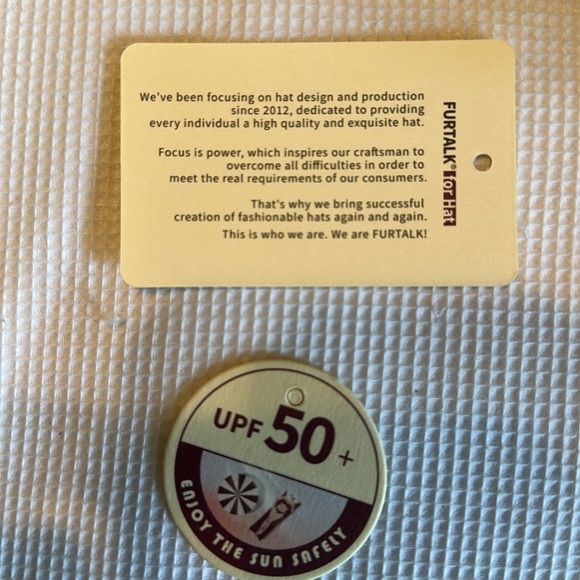 We've been focusing on hat design and production
since 2012, dedicated to providing
every individual a high quality and exquisite hat.
Focus is power, which inspires our craftsman to
overcome all difficulties in order to
meet the real requirements of our consumers.
That's why we bring successful
creation of fashionable hats again and again.
This is who we are. We are FURTALK!
FURTALK® for Hat
UPF 50+
ENJOY THE SUN SAFELY